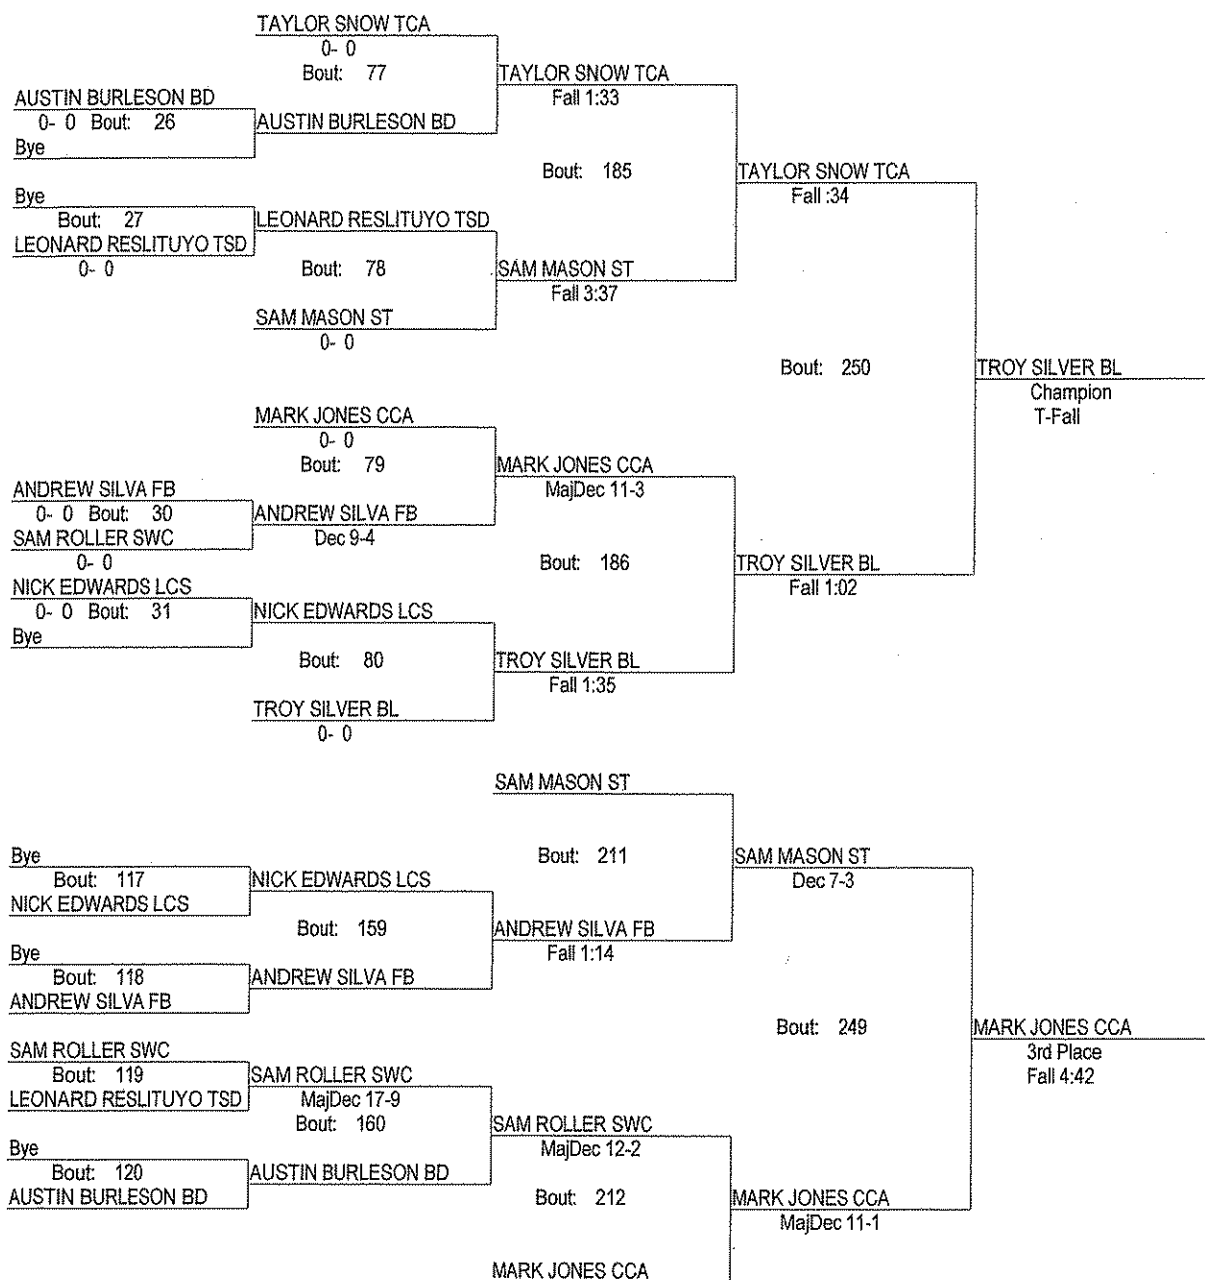 TAYLOR SNOW TCA
0- 0
Bout: 77
TAYLOR SNOW TCA
Fall 1:33
AUSTIN BURLESON BD
0- 0 Bout: 26
Bye
AUSTIN BURLESON BD
Bout: 185
TAYLOR SNOW TCA
Fall :34
Bye
Bout: 27
LEONARD RESLITUYO TSD
0- 0
LEONARD RESLITUYO TSD
Bout: 78
SAM MASON ST
Fall 3:37
SAM MASON ST
0- 0
Bout: 250
TROY SILVER BL
Champion
T-Fall
MARK JONES CCA
0- 0
Bout: 79
MARK JONES CCA
MajDec 11-3
ANDREW SILVA FB
0- 0 Bout: 30
SAM ROLLER SWC
0- 0
ANDREW SILVA FB
Dec 9-4
Bout: 186
TROY SILVER BL
Fall 1:02
NICK EDWARDS LCS
0- 0 Bout: 31
Bye
NICK EDWARDS LCS
Bout: 80
TROY SILVER BL
Fall 1:35
TROY SILVER BL
0- 0
SAM MASON ST
Bout: 211
SAM MASON ST
Dec 7-3
Bye
Bout: 117
NICK EDWARDS LCS
NICK EDWARDS LCS
Bout: 159
ANDREW SILVA FB
Fall 1:14
Bye
Bout: 118
ANDREW SILVA FB
ANDREW SILVA FB
Bout: 249
MARK JONES CCA
3rd Place
Fall 4:42
SAM ROLLER SWC
Bout: 119
LEONARD RESLITUYO TSD
SAM ROLLER SWC
MajDec 17-9
Bout: 160
SAM ROLLER SWC
MajDec 12-2
Bye
Bout: 120
AUSTIN BURLESON BD
AUSTIN BURLESON BD
Bout: 212
MARK JONES CCA
MajDec 11-1
MARK JONES CCA